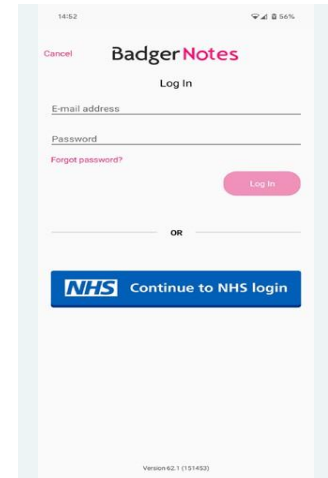 14:52 56%
Cancel BadgerNotes
Log In
E-mail address
Password
Forgot password?
Log In
OR
NHS Continue to NHS login
Version 62.1 (151453)